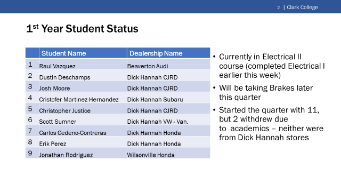 2 | Clark College
1st Year Student Status
Student Name Dealership Name
1 Raul Vazquez Beaverton Audi
2 Dustin Deschamps Dick Hannah CJRD
3 Josh Moore Dick Hannah CJRD
4 Cristofer Martinez Hernandez Dick Hannah Subaru
5 Christopher Justice Dick Hannah CJRD
6 Scott Sumner Dick Hannah VW - Van.
7 Carlos Cedeno-Contreras Dick Hannah Honda
8 Erik Perez Dick Hannah Honda
9 Jonathan Rodriguez Wilsonville Honda
• Currently in Electrical II
course (completed Electrical I
earlier this week)
• Will be taking Brakes later
this quarter
• Started the quarter with 11,
but 2 withdrew due
to academics – neither were
from Dick Hannah stores